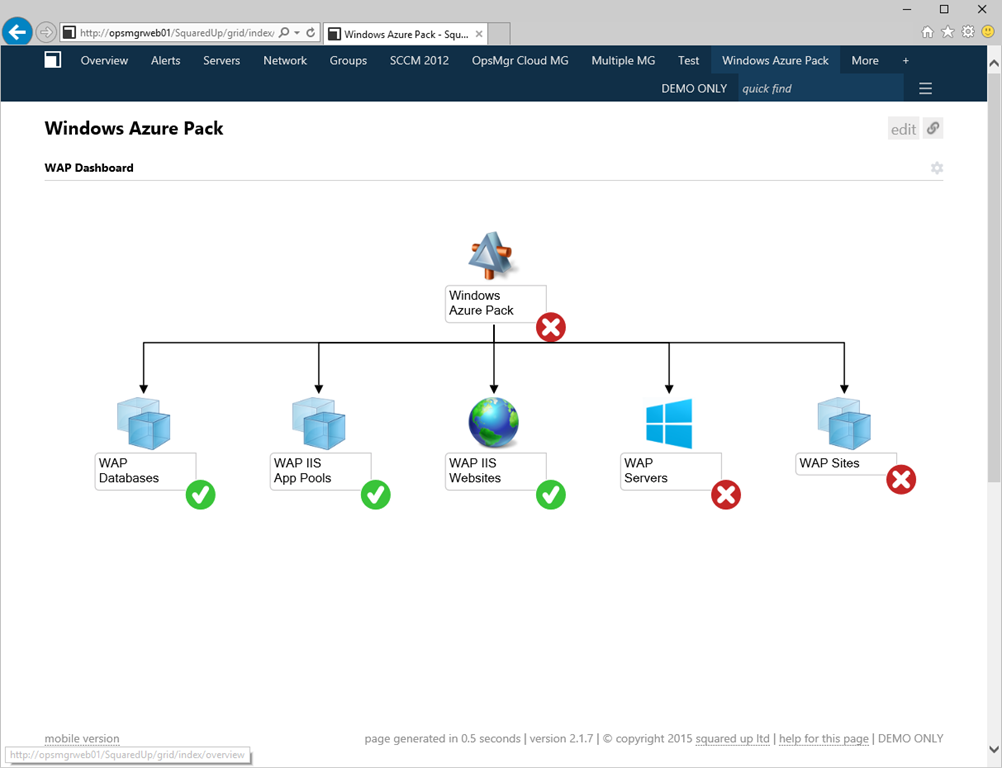 http://opsmgrweb01/SquaredUp/grid/index/
Windows Azure Pack - Squ...
Overview Alerts Servers Network Groups SCCM 2012 OpsMgr Cloud MG Multiple MG Test Windows Azure Pack More +
DEMO ONLY quick find
Windows Azure Pack
edit
WAP Dashboard
Windows
Azure Pack
WAP
Databases
WAP IIS
App Pools
WAP IIS
Websites
WAP
Servers
WAP Sites
mobile version
page generated in 0.5 seconds | version 2.1.7 | © copyright 2015 squared up ltd | help for this page | DEMO ONLY
http://opsmgrweb01/SquaredUp/grid/index/overview